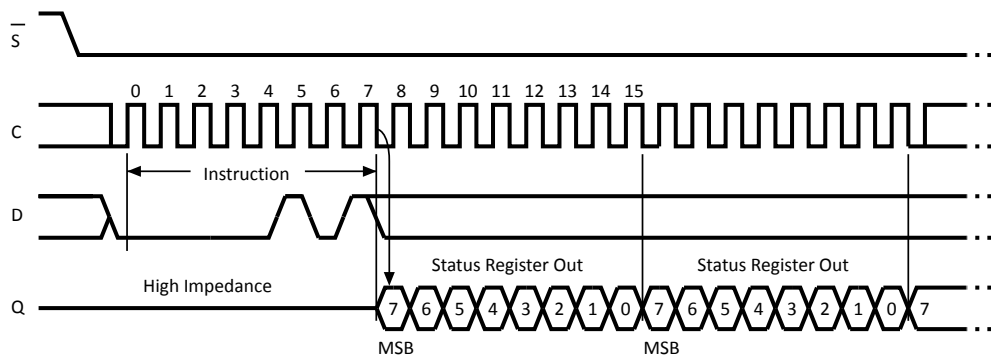 S
0 1 2 3 4 5 6 7 8 9 10 11 12 13 14 15
C
Instruction
D
Status Register Out Status Register Out
High Impedance
Q 7 6 5 4 3 2 1 0 7 6 5 4 3 2 1 0 7
MSB MSB